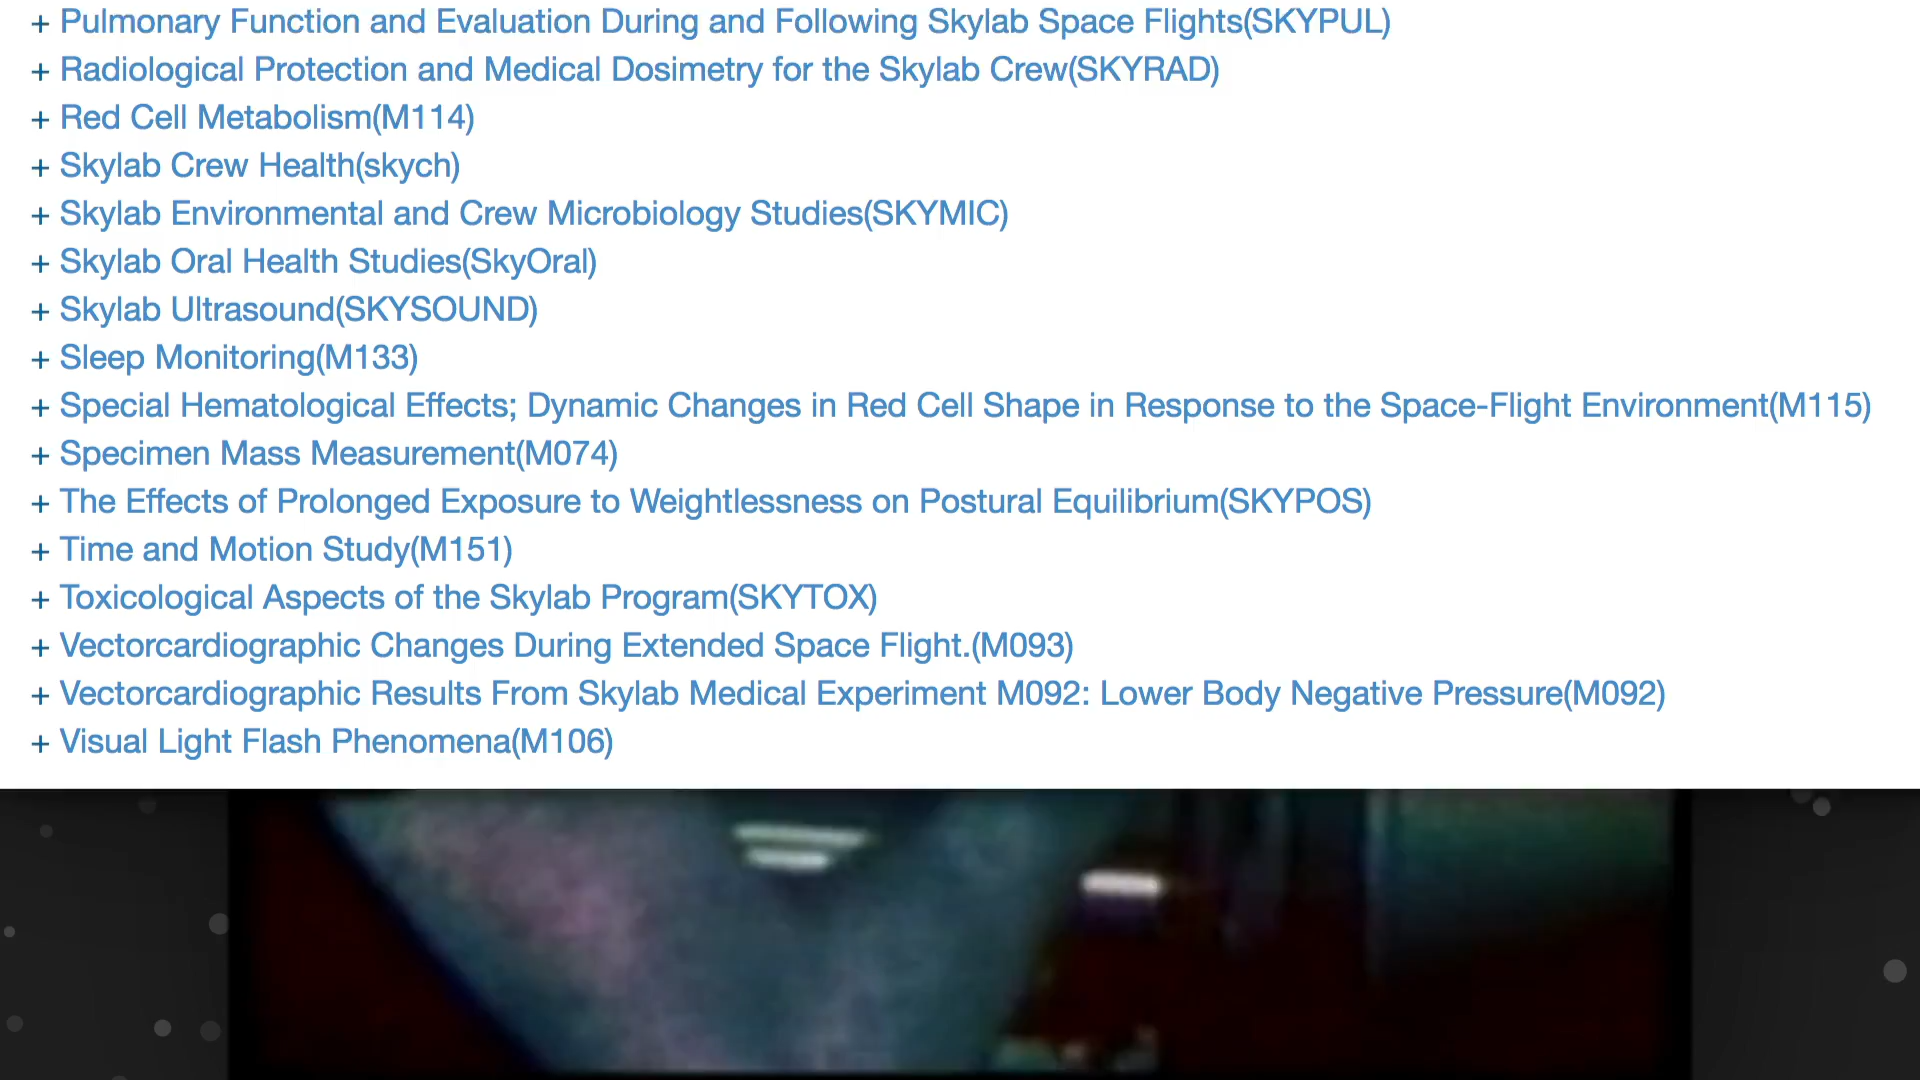 + Pulmonary Function and Evaluation During and Following Skylab Space Flights(SKYPUL)
+ Radiological Protection and Medical Dosimetry for the Skylab Crew(SKYRAD)
+ Red Cell Metabolism(M114)
+ Skylab Crew Health(skych)
+ Skylab Environmental and Crew Microbiology Studies(SKYMIC)
+ Skylab Oral Health Studies(SkyOral)
+ Skylab Ultrasound(SKYSOUND)
+ Sleep Monitoring(M133)
+ Special Hematological Effects; Dynamic Changes in Red Cell Shape in Response to the Space-Flight Environment(M115)
+ Specimen Mass Measurement(M074)
+ The Effects of Prolonged Exposure to Weightlessness on Postural Equilibrium(SKYPOS)
+ Time and Motion Study(M151)
+ Toxicological Aspects of the Skylab Program(SKYTOX)
+ Vectorcardiographic Changes During Extended Space Flight.(M093)
+ Vectorcardiographic Results From Skylab Medical Experiment M092: Lower Body Negative Pressure(M092)
+ Visual Light Flash Phenomena(M106)